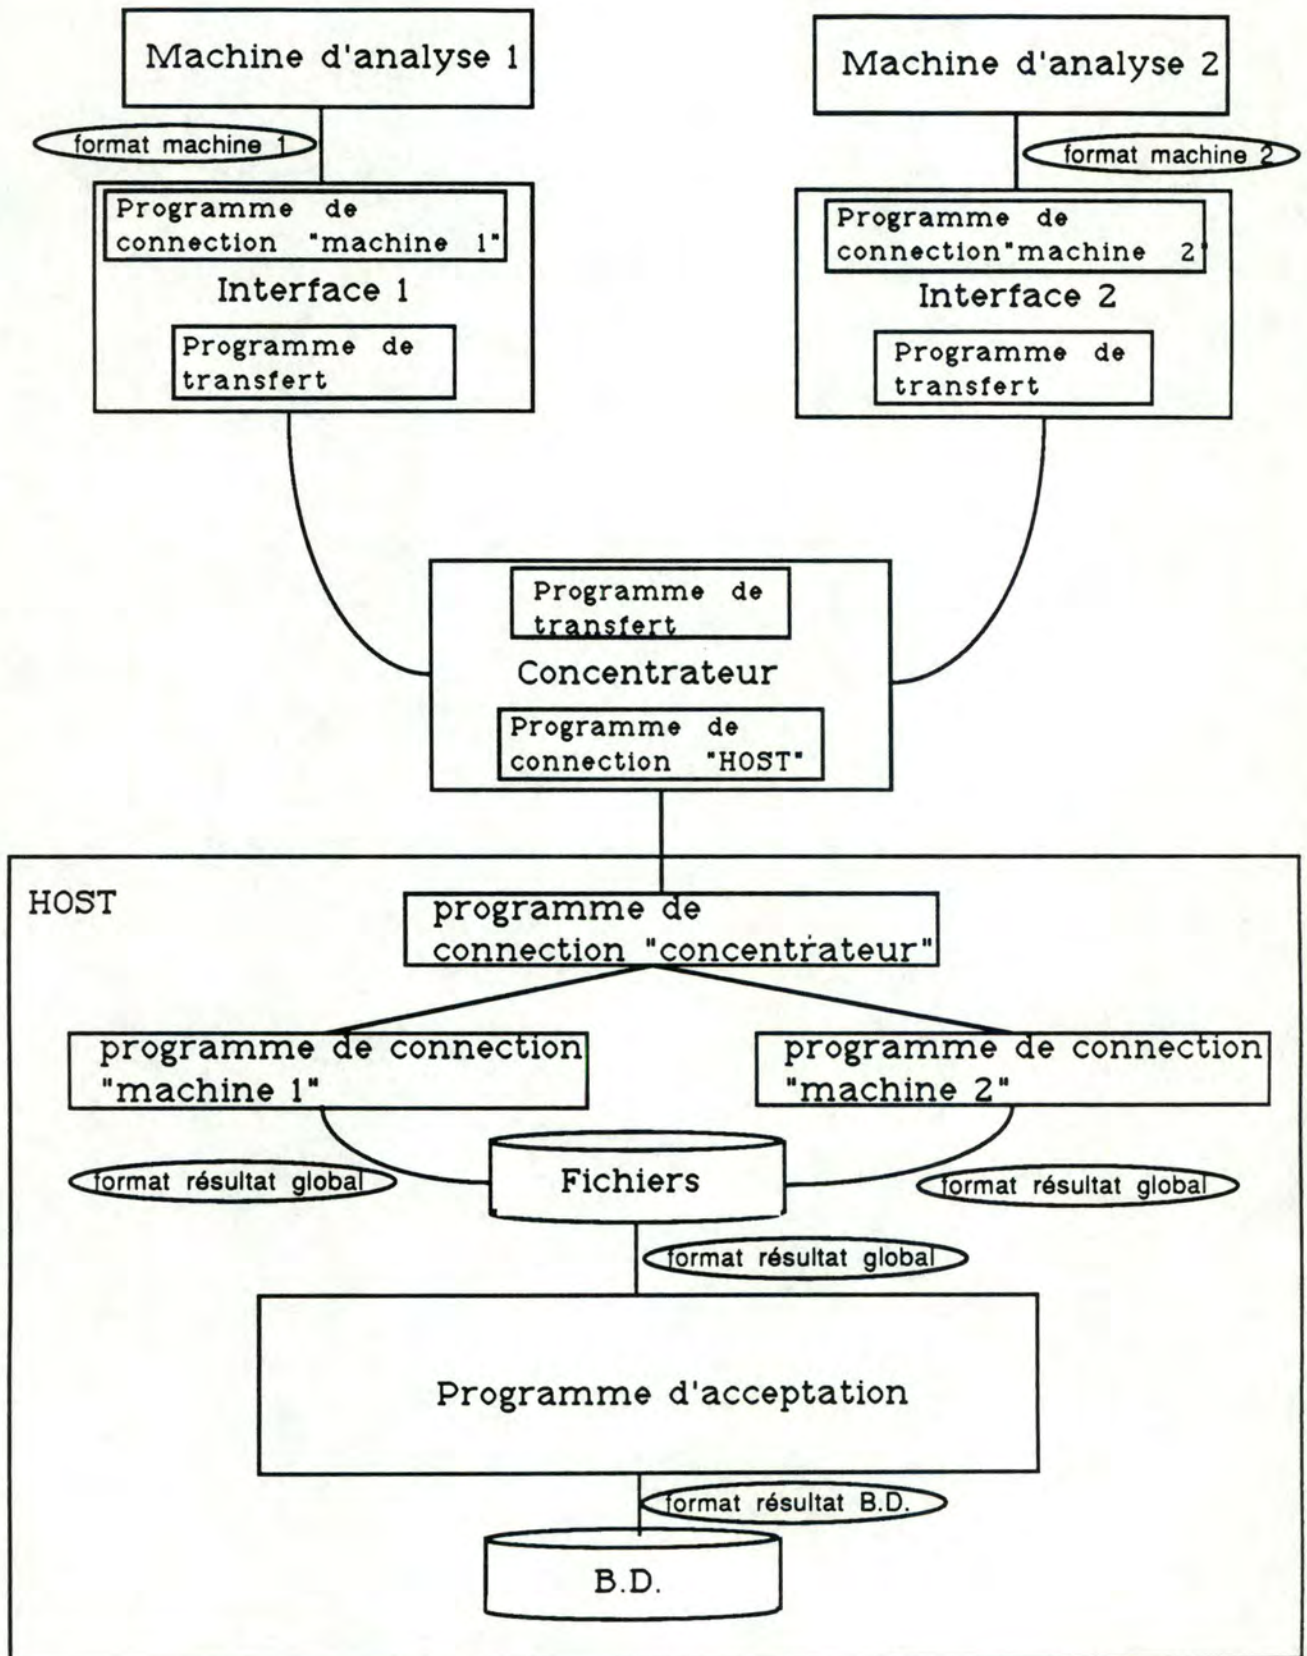 Machine d'analyse 1
Machine d'analyse 2
format machine 1
format machine 2
Programme de
connection "machine 1"
Interface 1
Programme de
transfert
Programme de
connection"machine 2"
Interface 2
Programme de
transfert
Programme de
transfert
Concentrateur
Programme de
connection "HOST"
HOST
programme de
connection "concentrateur"
programme de connection
"machine 1"
programme de connection
"machine 2"
format résultat global
Fichiers
format résultat global
format résultat global
Programme d'acceptation
format résultat B.D.
B.D.